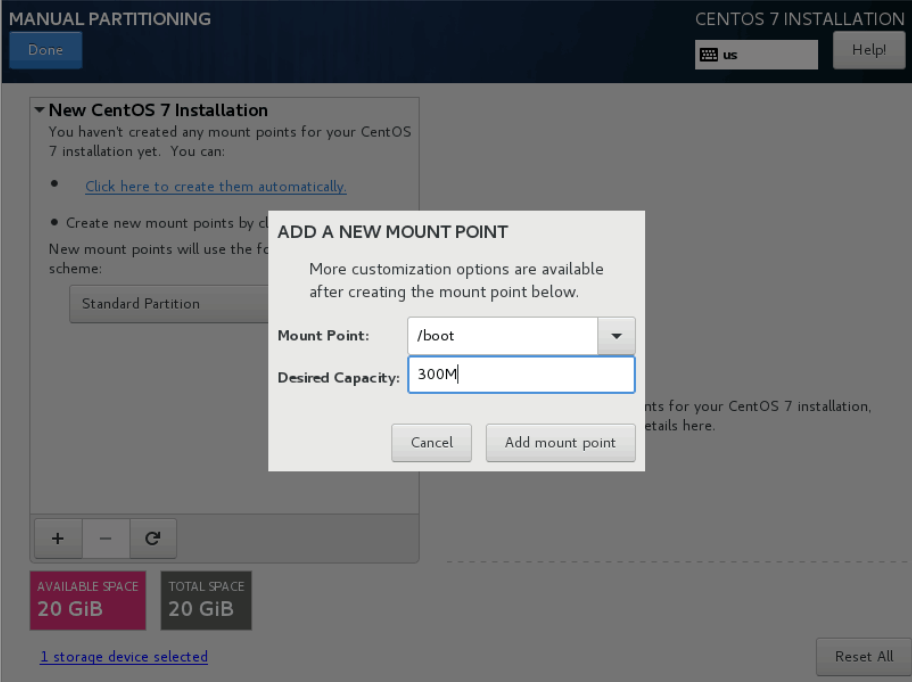 MANUAL PARTITIONING
CENTOS 7 INSTALLATION
Done
us
Help!
New CentOS 7 Installation
You haven't created any mount points for your CentOS
7 installation yet. You can:
Click here to create them automatically.
Create new mount points by cl
New mount points will use the fo
scheme:
Standard Partition
ADD A NEW MOUNT POINT
More customization options are available
after creating the mount point below.
Mount Point:
/boot
Desired Capacity:
300M
Cancel
Add mount point
nts for your CentOS 7 installation,
etails here.
+
−
AVAILABLE SPACE
20 GiB
TOTAL SPACE
20 GiB
1 storage device selected
Reset All